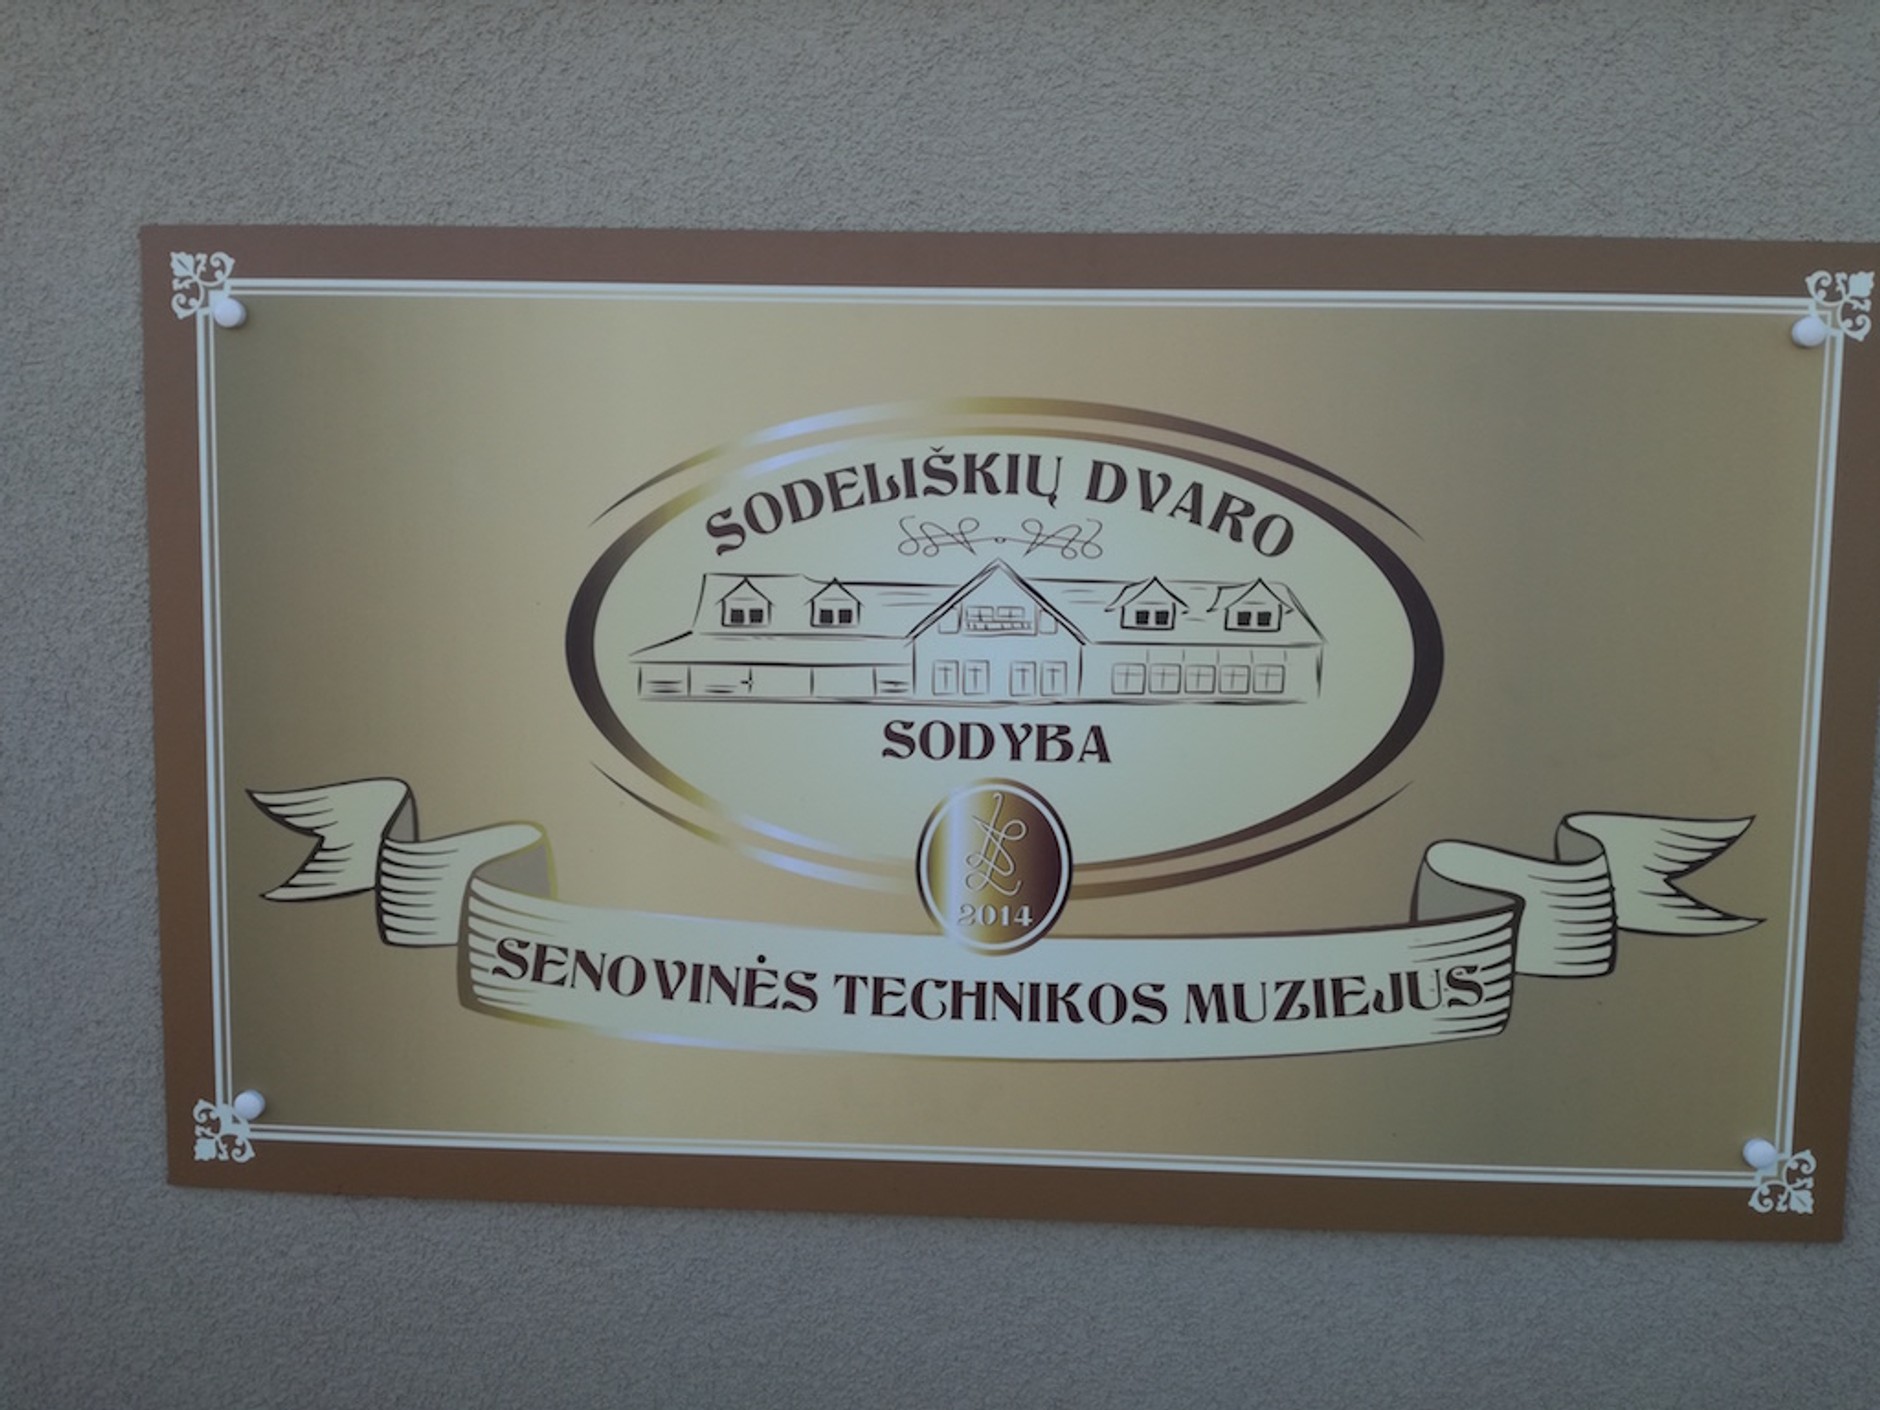 SODELIŠKIŲ DVARO
SODYBA
2014
SENOVINĖS TECHNIKOS MUZIEJUS